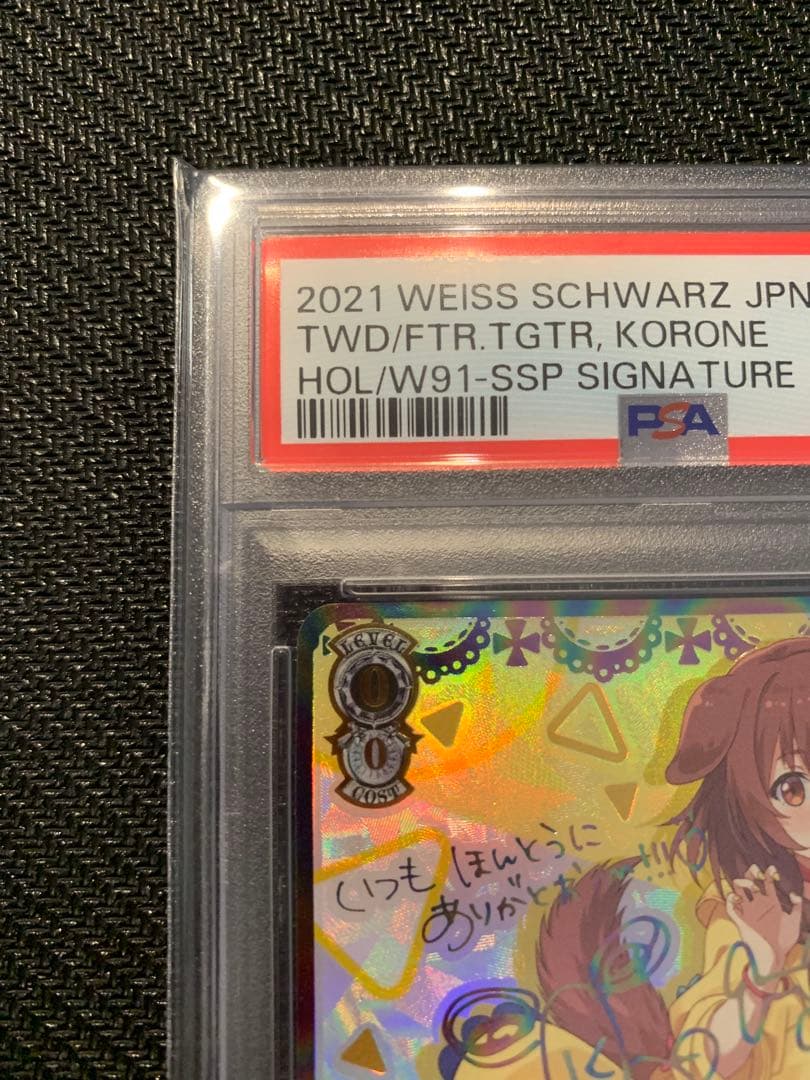 2021 WEISS SCHWARZ JPN
TWD/FTR.TGTR, KORONE
HOL/W91-SSP SIGNATURE
PSA
LEVEL
0
0
COST
いつも ほんとうに
ありがとお〜!!!